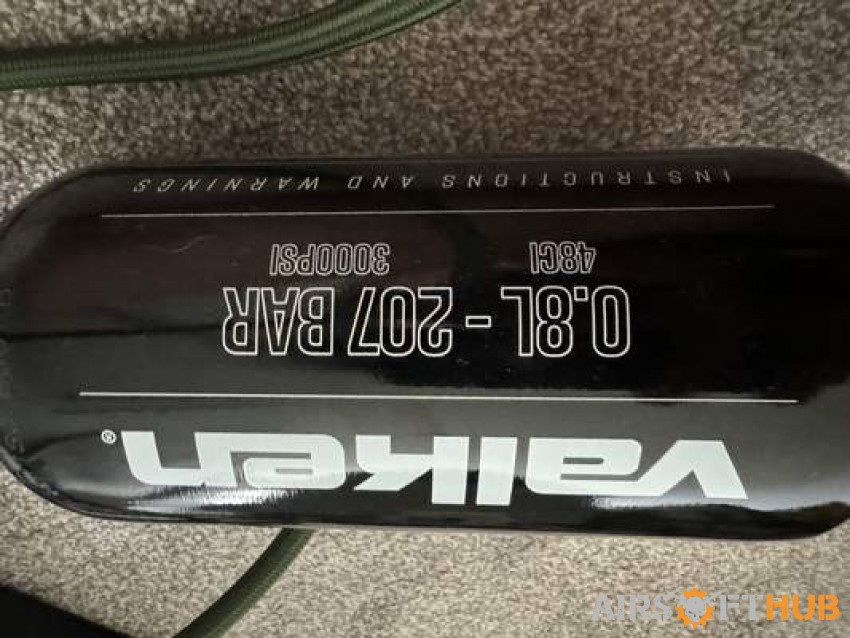 valken®
0.8L - 207 BAR
48CI 3000PSI
INSTRUCTIONS AND WARNINGS
AIRSOFTHUB